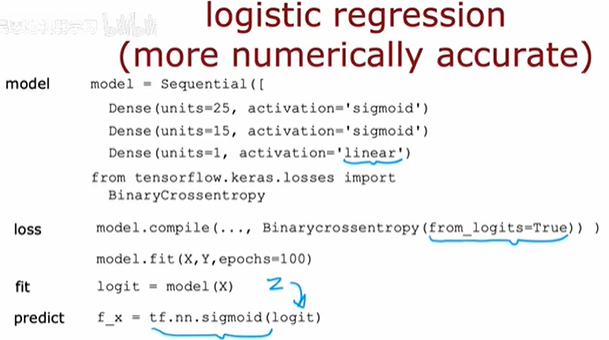 logistic regression
(more numerically accurate)
model model = Sequential([
Dense(units=25, activation='sigmoid')
Dense(units=15, activation='sigmoid')
Dense(units=1, activation='linear')
from tensorflow.keras.losses import
BinaryCrossentropy
loss model.compile(..., Binarycrossentropy(from_logits=True)) )
model.fit(X,Y,epochs=100)
fit logit = model(X) z
predict f_x = tf.nn.sigmoid(logit)